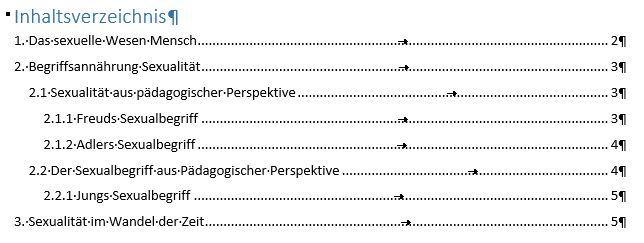 Inhaltsverzeichnis¶
1.·Das·sexuelle·Wesen·Mensch → 2¶
2.·Begriffsannährung·Sexualität → 3¶
2.1·Sexualität·aus·pädagogischer·Perspektive → 3¶
2.1.1·Freuds·Sexualbegriff → 3¶
2.1.2·Adlers·Sexualbegriff → 4¶
2.2·Der·Sexualbegriff·aus·Pädagogischer·Perspektive → 4¶
2.2.1·Jungs·Sexualbegriff → 5¶
3.·Sexualität·im·Wandel·der·Zeit → 5¶